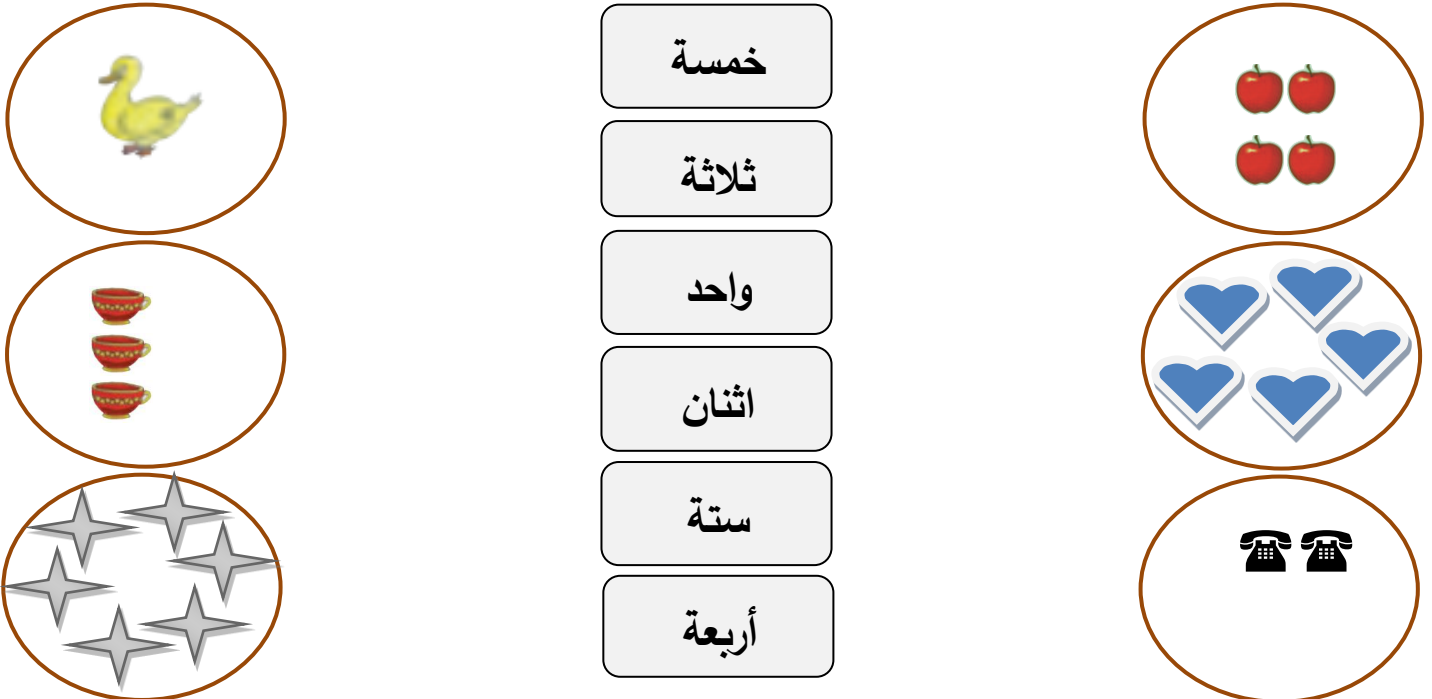 خمسة
ثلاثة
واحد
اثنان
ستة
أربعة